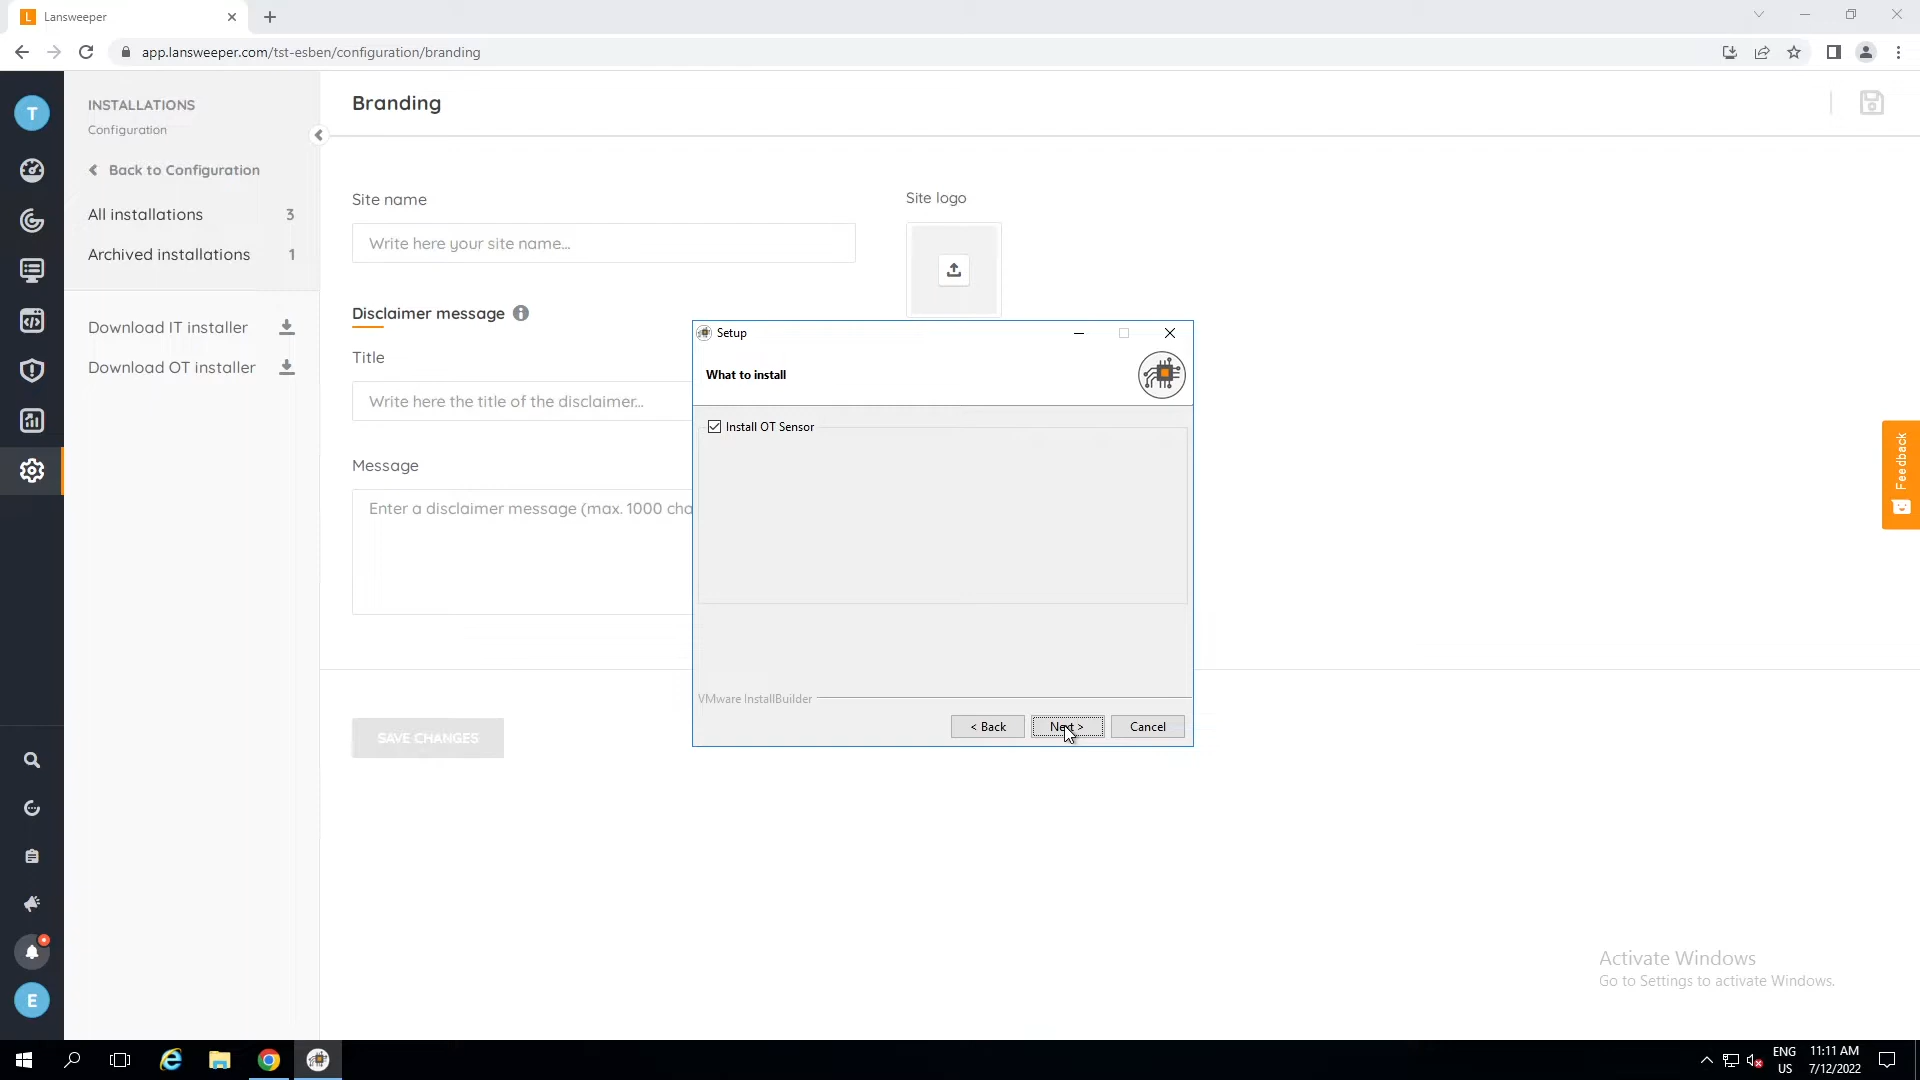 L Lansweeper
app.lansweeper.com/tst-esben/configuration/branding
T
INSTALLATIONS
Configuration
Back to Configuration
All installations 3
Archived installations 1
Download IT installer
Download OT installer
Branding
Site name
Write here your site name...
Site logo
Disclaimer message
Title
Write here the title of the disclaimer...
Message
Enter a disclaimer message (max. 1000 cha
SAVE CHANGES
Setup
What to install
Install OT Sensor
VMware InstallBuilder
< Back
Next >
Cancel
Feedback
Activate Windows
Go to Settings to activate Windows.
E
ENG
US
11:11 AM
7/12/2022